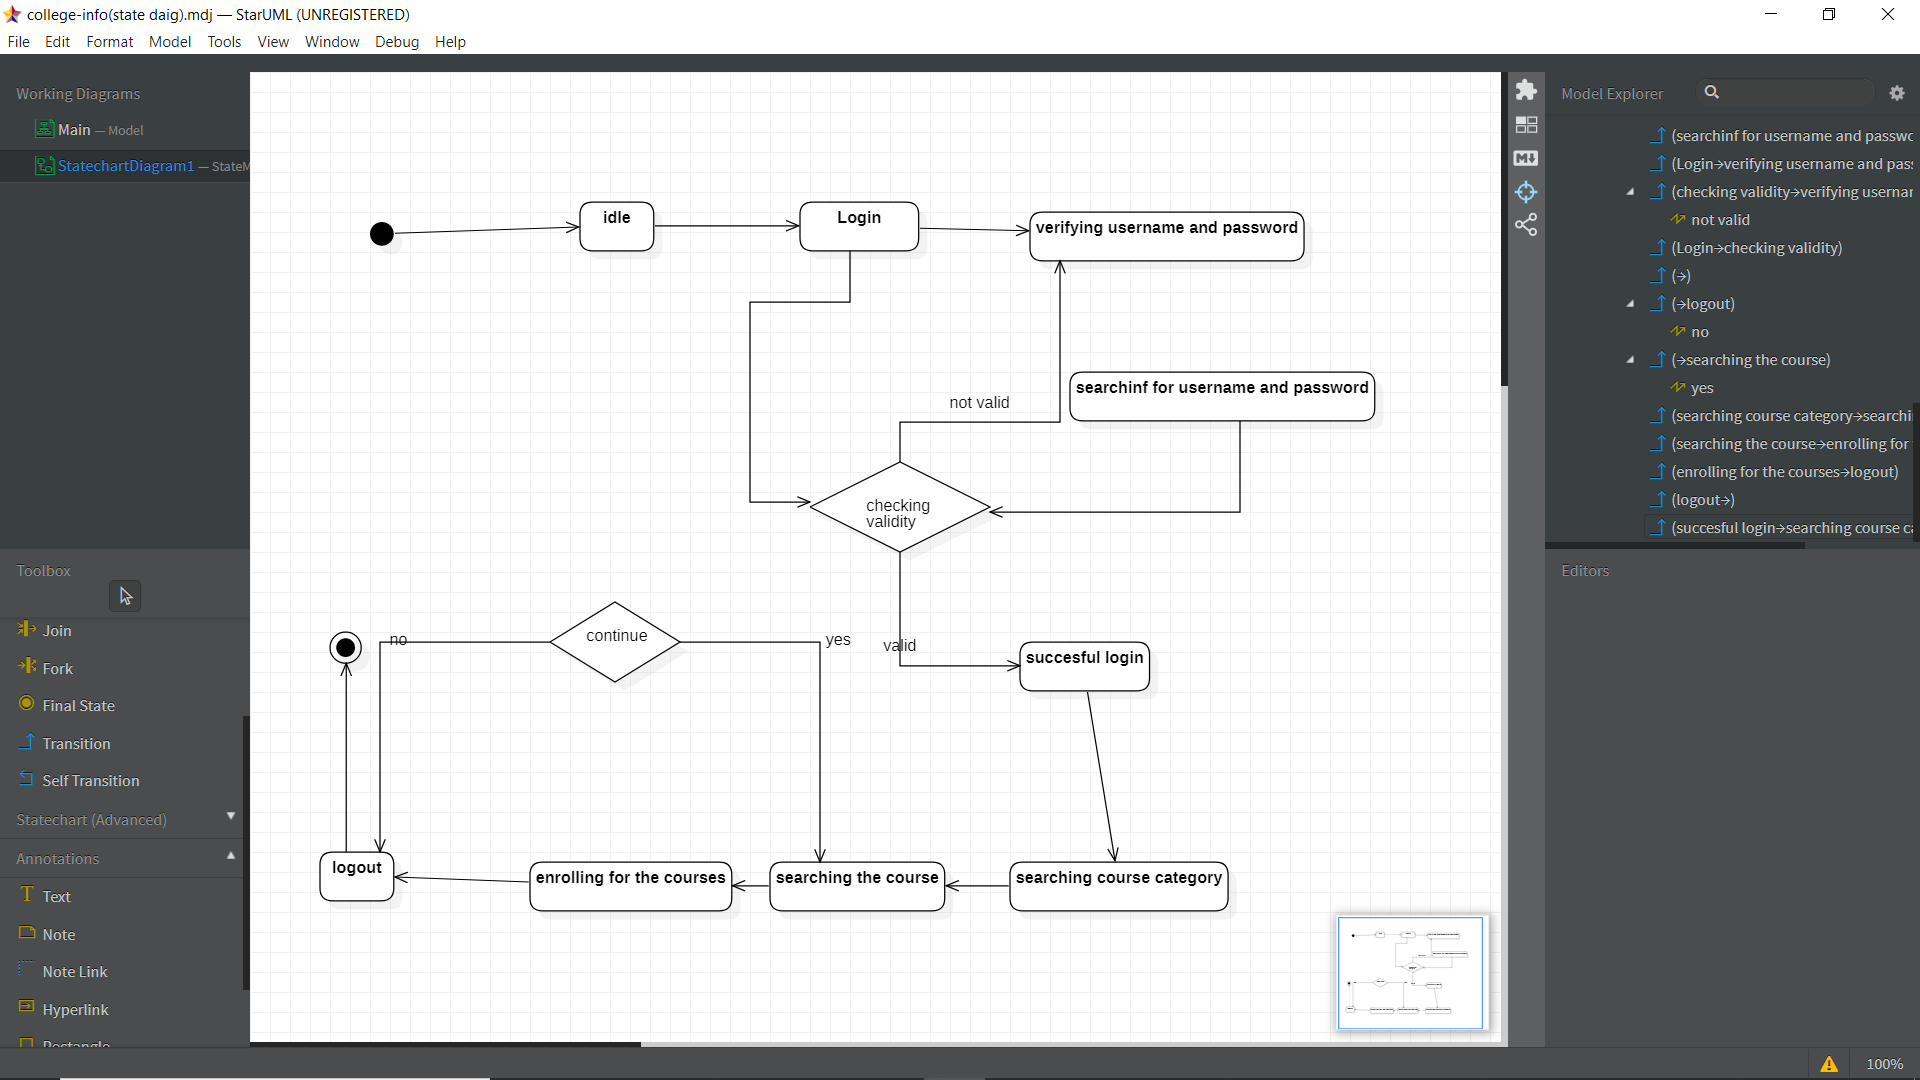 college-info(state daig).mdj — StarUML (UNREGISTERED)
File Edit Format Model Tools View Window Debug Help
Working Diagrams
Main — Model
StatechartDiagram1 — StateM
Toolbox
Join
Fork
Final State
Transition
Self Transition
Statechart (Advanced)
Annotations
Text
Note
Note Link
Hyperlink
Rectangle
idle
Login
verifying username and password
searchinf for username and password
not valid
checking
validity
continue
no
yes
valid
succesful login
logout
enrolling for the courses
searching the course
searching course category
M↓
Model Explorer
(searchinf for username and passwo
(Login→verifying username and pas
(checking validity→verifying usernar
not valid
(Login→checking validity)
(→)
(→logout)
no
(→searching the course)
yes
(searching course category→searchi
(searching the course→enrolling for
(enrolling for the courses→logout)
(logout→)
(succesful login→searching course ca
Editors
100%